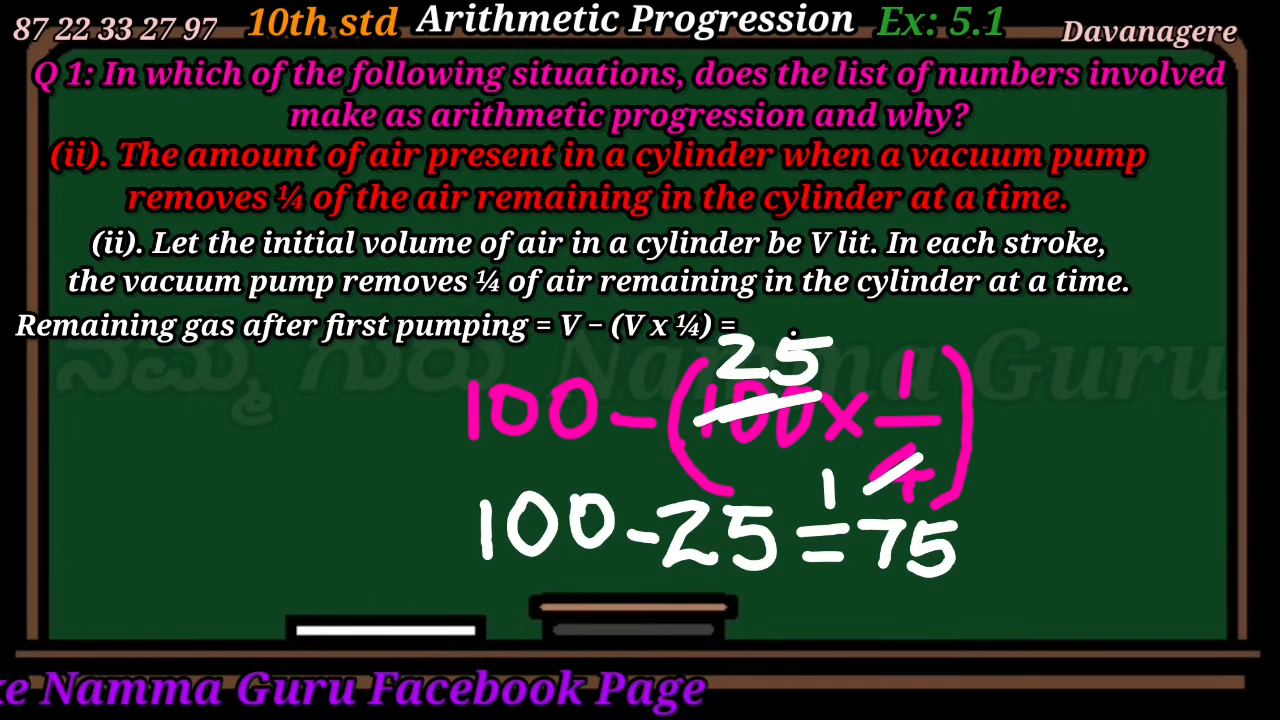 87 22 33 27 97 10th std Arithmetic Progression Ex: 5.1 Davanagere
Q 1: In which of the following situations, does the list of numbers involved
make as arithmetic progression and why?
(ii). The amount of air present in a cylinder when a vacuum pump
removes ¼ of the air remaining in the cylinder at a time.
(ii). Let the initial volume of air in a cylinder be V lit. In each stroke,
the vacuum pump removes ¼ of air remaining in the cylinder at a time.
Remaining gas after first pumping = V − (V x ¼) =
ನಮ್ಮ ಗುರು Namma Guru
25
100 - (100 x 1/4)
1
100 - 25 = 75
Namma Guru Facebook Page